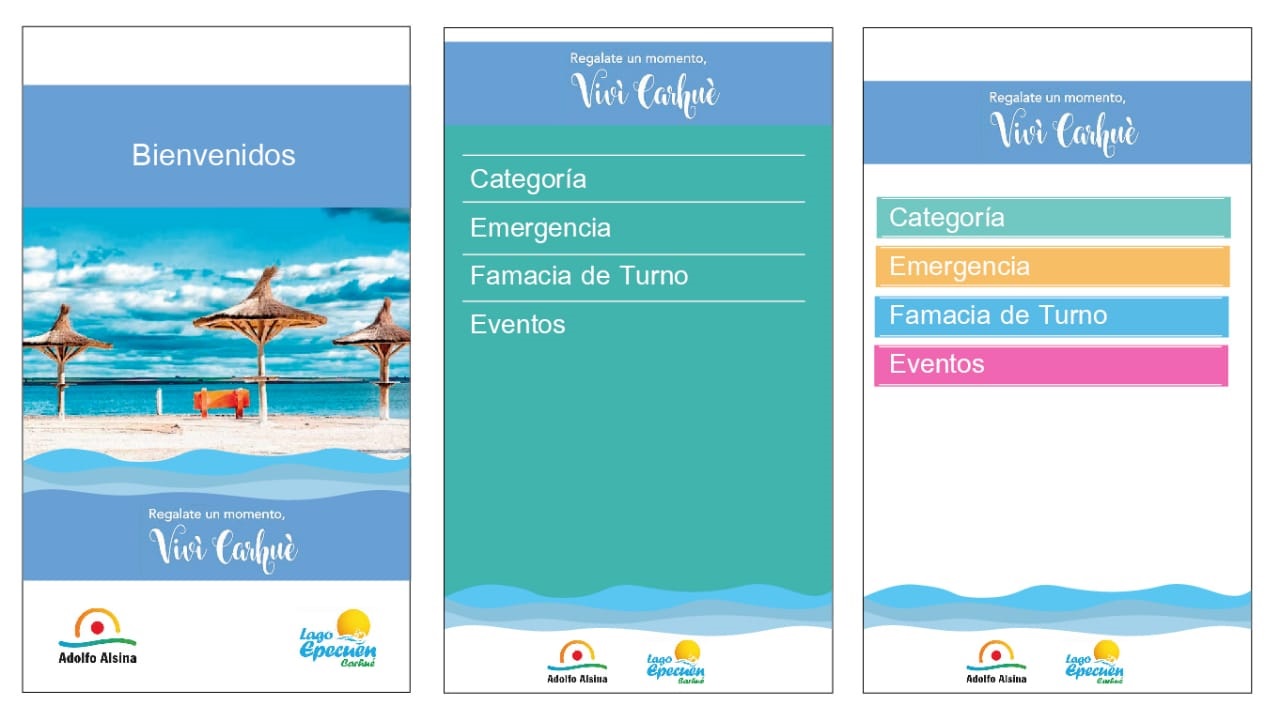 Bienvenidos
Regalate un momento,
Vivì Carhuè
Adolfo Alsina
Lago
Epecuén
Carhué
Regalate un momento,
Vivì Carhuè
Categoría
Emergencia
Famacia de Turno
Eventos
Adolfo Alsina
Lago
Epecuén
Carhué
Regalate un momento,
Vivì Carhuè
Categoría
Emergencia
Famacia de Turno
Eventos
Adolfo Alsina
Lago
Epecuén
Carhué